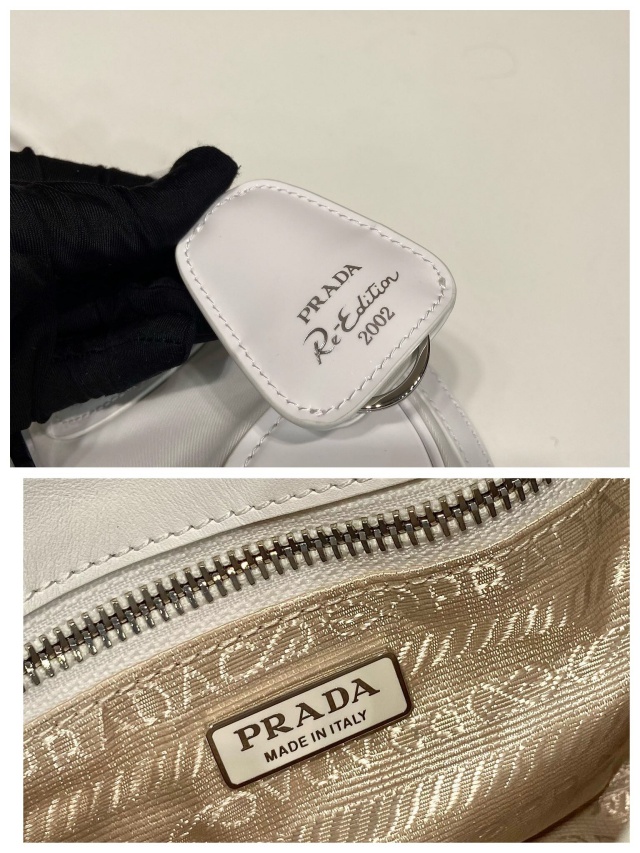 PRADA
Re-Edition
2002
PRADA
MADE IN ITALY